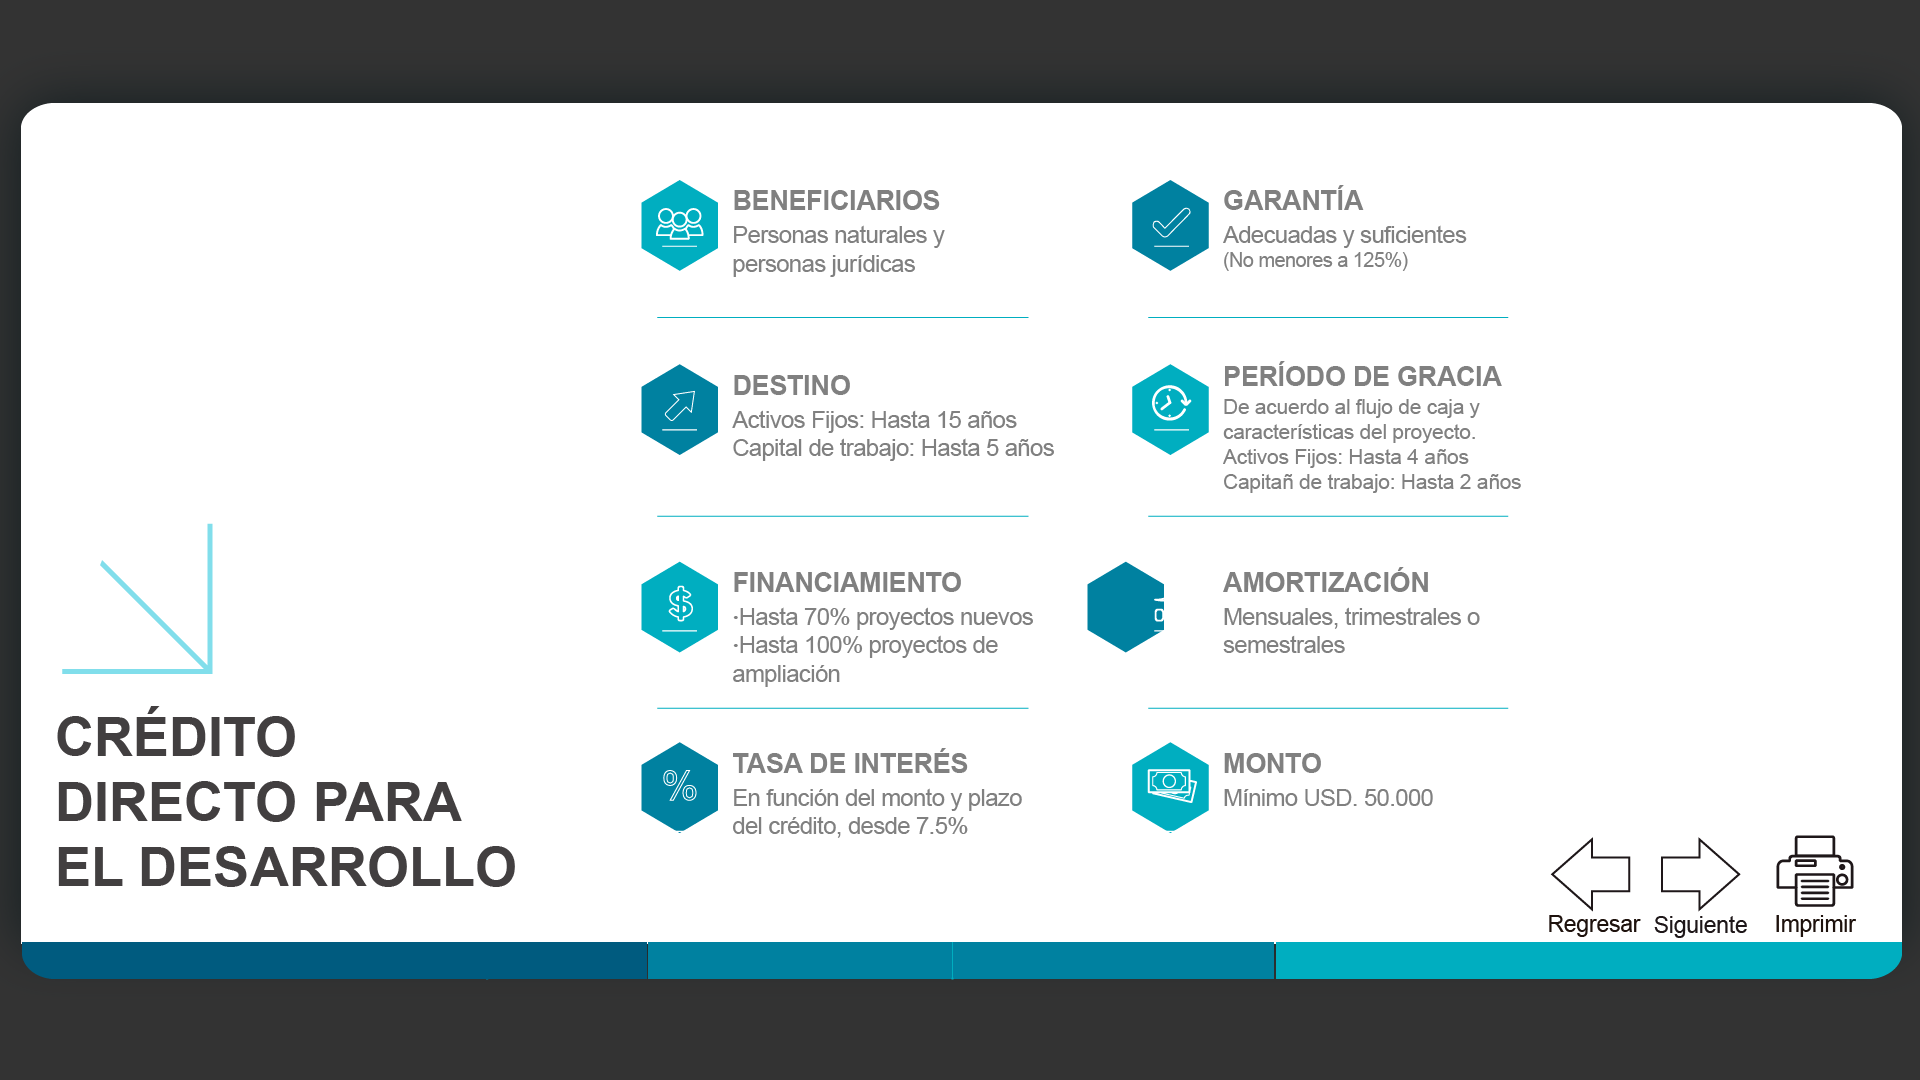 CRÉDITO
DIRECTO PARA
EL DESARROLLO
BENEFICIARIOS
Personas naturales y
personas jurídicas
DESTINO
Activos Fijos: Hasta 15 años
Capital de trabajo: Hasta 5 años
FINANCIAMIENTO
·Hasta 70% proyectos nuevos
·Hasta 100% proyectos de
ampliación
TASA DE INTERÉS
En función del monto y plazo
del crédito, desde 7.5%
GARANTÍA
Adecuadas y suficientes
(No menores a 125%)
PERÍODO DE GRACIA
De acuerdo al flujo de caja y
características del proyecto.
Activos Fijos: Hasta 4 años
Capitañ de trabajo: Hasta 2 años
AMORTIZACIÓN
Mensuales, trimestrales o
semestrales
MONTO
Mínimo USD. 50.000
Regresar
Siguiente
Imprimir